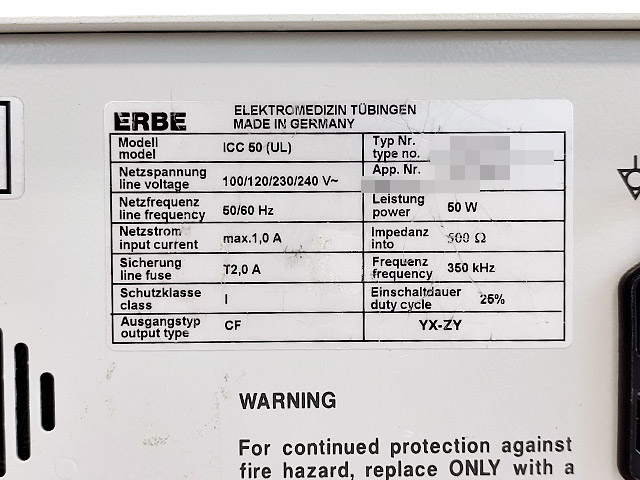 ERBE ELEKTROMEDIZIN TÜBINGEN
MADE IN GERMANY
Modell ICC 50 (UL) Typ Nr.
model type no.
Netzspannung 100/120/230/240 V~ App. Nr.
line voltage
Netzfrequenz 50/60 Hz Leistung 50 W
line frequency power
Netzstrom max.1,0 A Impedanz 500 Ω
input current into
Sicherung T2,0 A Frequenz 350 kHz
line fuse frequency
Schutzklasse I Einschaltdauer 25%
class duty cycle
Ausgangstyp CF YX-ZY
output type
WARNING
For continued protection against
fire hazard, replace ONLY with a